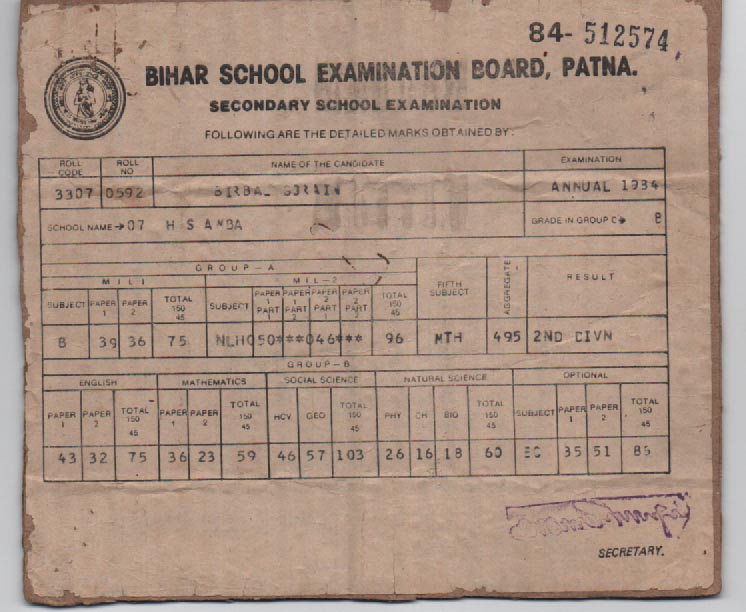 84- 512574
BIHAR SCHOOL EXAMINATION BOARD, PATNA.
SECONDARY SCHOOL EXAMINATION
FOLLOWING ARE THE DETAILED MARKS OBTAINED BY:
ROLL CODE ROLL NO NAME OF THE CANDIDATE EXAMINATION
3307 0592 BIRBAL GORAIN ANNUAL 1984
SCHOOL NAME→ 07 H S AMBA GRADE IN GROUP C→ B
GROUP-A FIFTH SUBJECT AGGREGATE RESULT
M I L 1 M I L-2
SUBJECT PAPER 1 PAPER 2 TOTAL 150 45 SUBJECT PAPER 1 PART PAPER PART PAPER 2 PART PAPER 2 PART TOTAL 150 45
B 39 36 75 NLH 050***046*** 96 MTH 495 2ND DIVN
GROUP-B
ENGLISH MATHEMATICS SOCIAL SCIENCE NATURAL SCIENCE OPTIONAL
PAPER 1 PAPER 2 TOTAL 150 45 PAPER 1 PAPER 2 TOTAL 150 45 HCV GEO TOTAL 150 45 PHY CH BIO TOTAL 150 45 SUBJECT PAPER 1 PAPER 2 TOTAL 150 45
43 32 75 36 23 59 46 57 103 26 16 18 60 EC 35 51 86
SECRETARY.